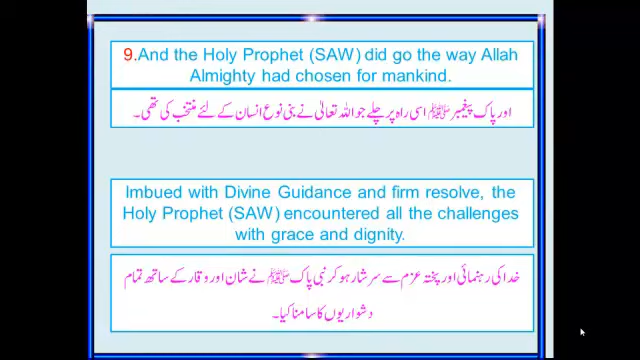 9.And the Holy Prophet (SAW) did go the way Allah
Almighty had chosen for mankind.
اور پاک پیغمبر ﷺ اسی راہ پر چلے جو اللہ تعالیٰ نے بنی نوع انسان کے لئے منتخب کی تھی۔
Imbued with Divine Guidance and firm resolve, the
Holy Prophet (SAW) encountered all the challenges
with grace and dignity.
خدا کی رہنمائی اور پختہ عزم سے سرشار ہو کر نبی پاک ﷺ نے شان اور وقار کے ساتھ تمام
دشواریوں کا سامنا کیا۔